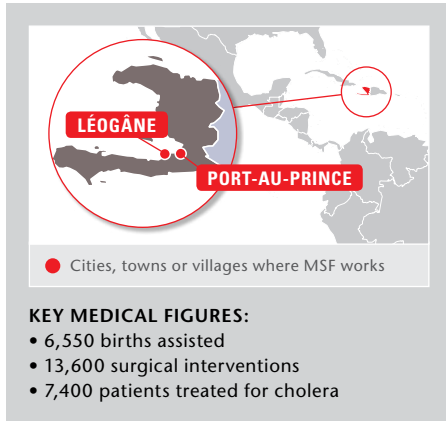 LÉOGÂNE
PORT-AU-PRINCE
Cities, towns or villages where MSF works
KEY MEDICAL FIGURES:
• 6,550 births assisted
• 13,600 surgical interventions
• 7,400 patients treated for cholera